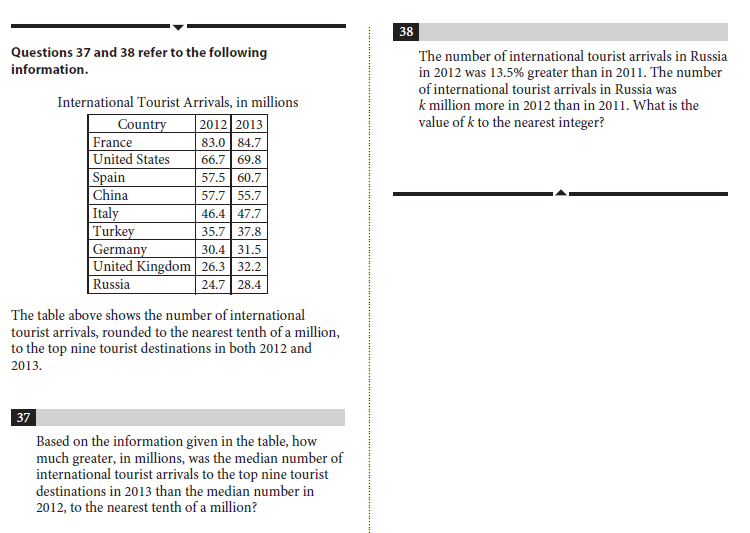 Questions 37 and 38 refer to the following
information.
International Tourist Arrivals, in millions
Country 2012 2013
France 83.0 84.7
United States 66.7 69.8
Spain 57.5 60.7
China 57.7 55.7
Italy 46.4 47.7
Turkey 35.7 37.8
Germany 30.4 31.5
United Kingdom 26.3 32.2
Russia 24.7 28.4
The table above shows the number of international
tourist arrivals, rounded to the nearest tenth of a million,
to the top nine tourist destinations in both 2012 and
2013.
37
Based on the information given in the table, how
much greater, in millions, was the median number of
international tourist arrivals to the top nine tourist
destinations in 2013 than the median number in
2012, to the nearest tenth of a million?
38
The number of international tourist arrivals in Russia
in 2012 was 13.5% greater than in 2011. The number
of international tourist arrivals in Russia was
k million more in 2012 than in 2011. What is the
value of k to the nearest integer?